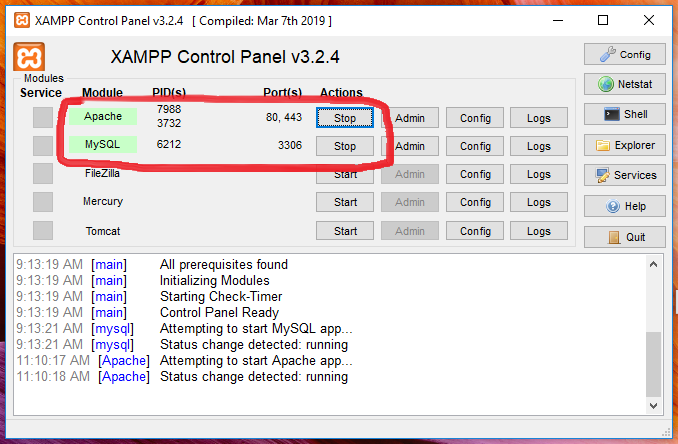 XAMPP Control Panel v3.2.4 [ Compiled: Mar 7th 2019 ]
XAMPP Control Panel v3.2.4
Config
Modules
Service Module PID(s) Port(s) Actions
Netstat
Apache 7988 3732 80, 443 Stop Admin Config Logs
Shell
MySQL 6212 3306 Stop Admin Config Logs
Explorer
FileZilla Start Admin Config Logs
Services
Mercury Start Admin Config Logs
Help
Tomcat Start Admin Config Logs
Quit
9:13:19 AM [main] All prerequisites found
9:13:19 AM [main] Initializing Modules
9:13:19 AM [main] Starting Check-Timer
9:13:19 AM [main] Control Panel Ready
9:13:21 AM [mysql] Attempting to start MySQL app...
9:13:21 AM [mysql] Status change detected: running
11:10:17 AM [Apache] Attempting to start Apache app...
11:10:18 AM [Apache] Status change detected: running